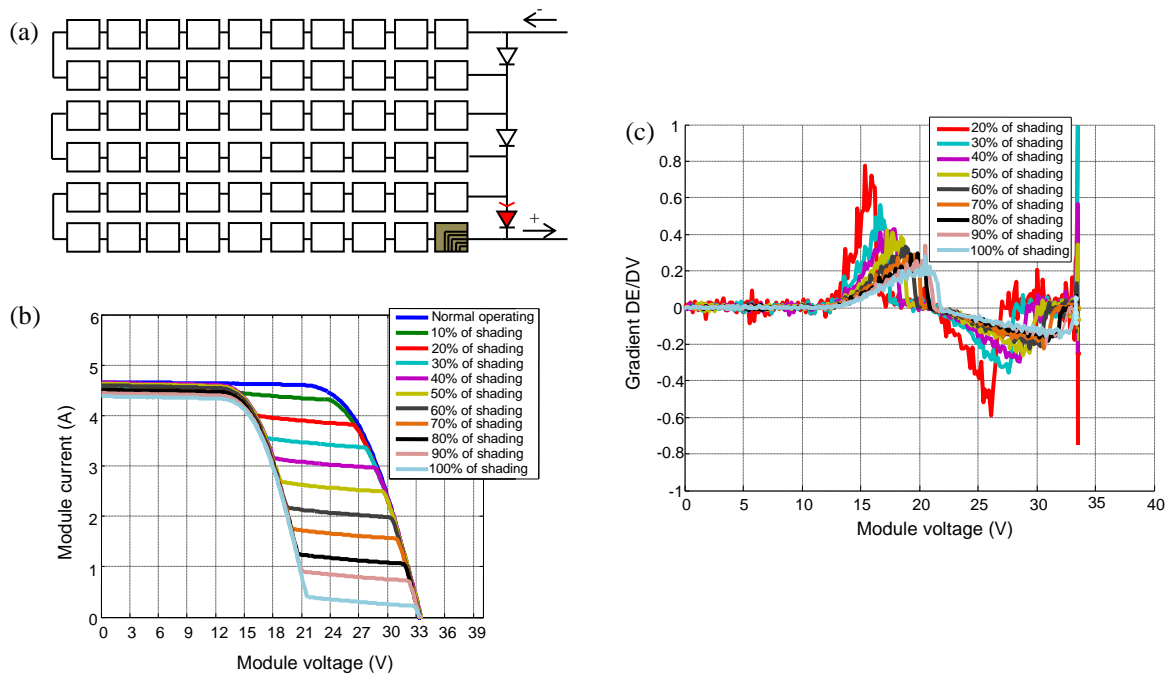 (a)
-
+
(b)
Normal operating
10% of shading
20% of shading
30% of shading
40% of shading
50% of shading
60% of shading
70% of shading
80% of shading
90% of shading
100% of shading
6
5
4
3
2
1
0
Module current (A)
0 3 6 9 12 15 18 21 24 27 30 33 36 39
Module voltage (V)
(c)
20% of shading
30% of shading
40% of shading
50% of shading
60% of shading
70% of shading
80% of shading
90% of shading
100% of shading
1
0.8
0.6
0.4
0.2
0
-0.2
-0.4
-0.6
-0.8
-1
Gradient DE/DV
0 5 10 15 20 25 30 35 40
Module voltage (V)